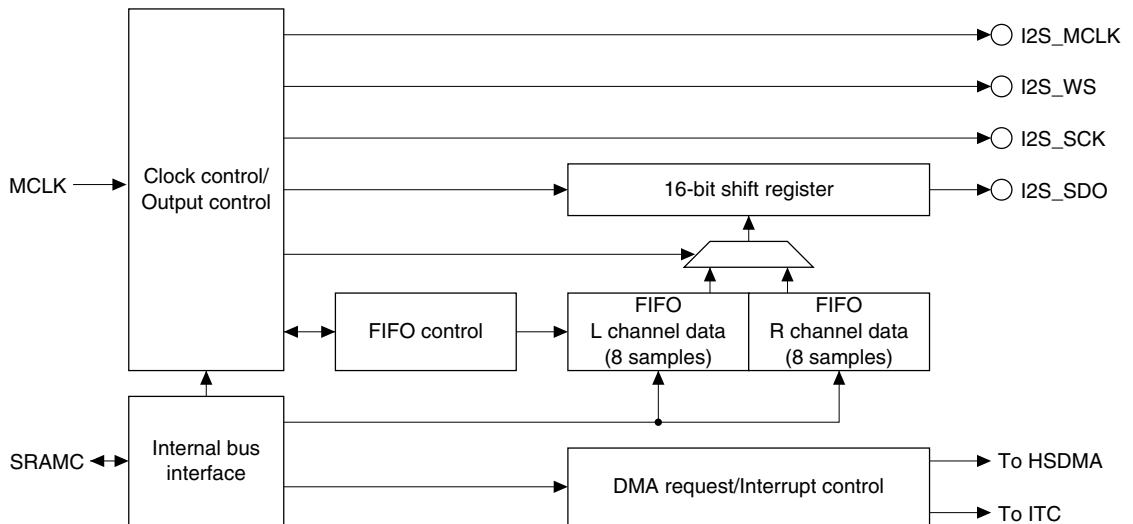 I2S_MCLK
I2S_WS
I2S_SCK
MCLK
Clock control/
Output control
16-bit shift register
I2S_SDO
FIFO control
FIFO
L channel data
(8 samples)
FIFO
R channel data
(8 samples)
SRAMC
Internal bus
interface
DMA request/Interrupt control
To HSDMA
To ITC